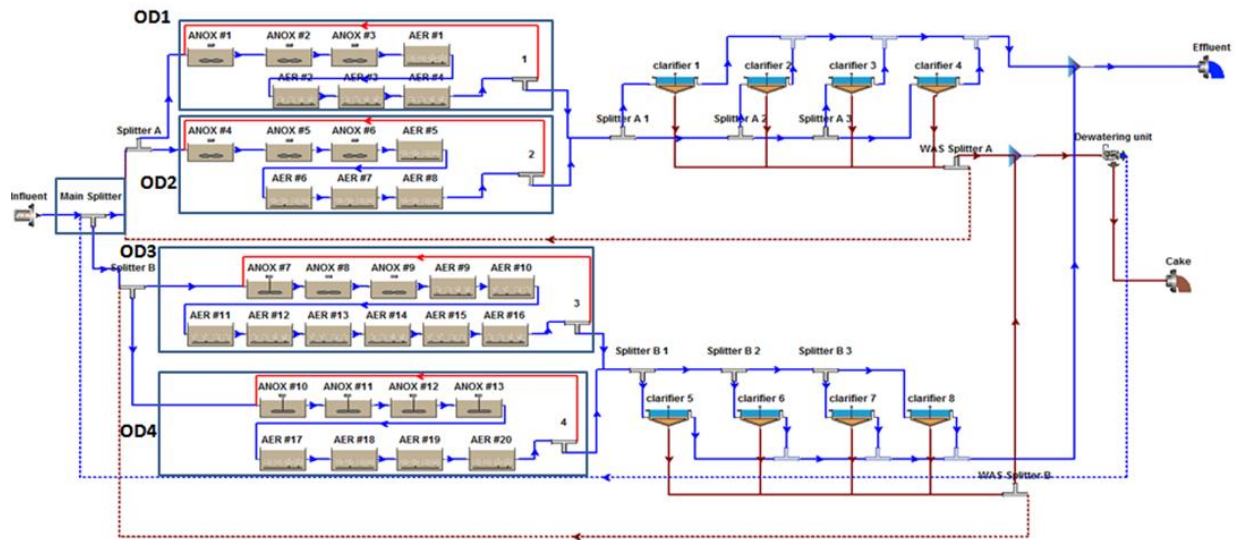 OD1
ANOX #1 ANOX #2 ANOX #3 AER #1
1
AER #2 AER #3 AER #4
clarifier 1 clarifier 2 clarifier 3 clarifier 4
Effluent
Splitter A
Splitter A 1 Splitter A 2 Splitter A 3
ANOX #4 ANOX #5 ANOX #6 AER #5
2
WAS Splitter A
Dewatering unit
OD2
AER #6 AER #7 AER #8
Influent
Main Splitter
OD3
Splitter B
ANOX #7 ANOX #8 ANOX #9 AER #9 AER #10
Cake
3
AER #11 AER #12 AER #13 AER #14 AER #15 AER #16
Splitter B 1 Splitter B 2 Splitter B 3
ANOX #10 ANOX #11 ANOX #12 ANOX #13
clarifier 5 clarifier 6 clarifier 7 clarifier 8
4
OD4
AER #17 AER #18 AER #19 AER #20
WAS Splitter B